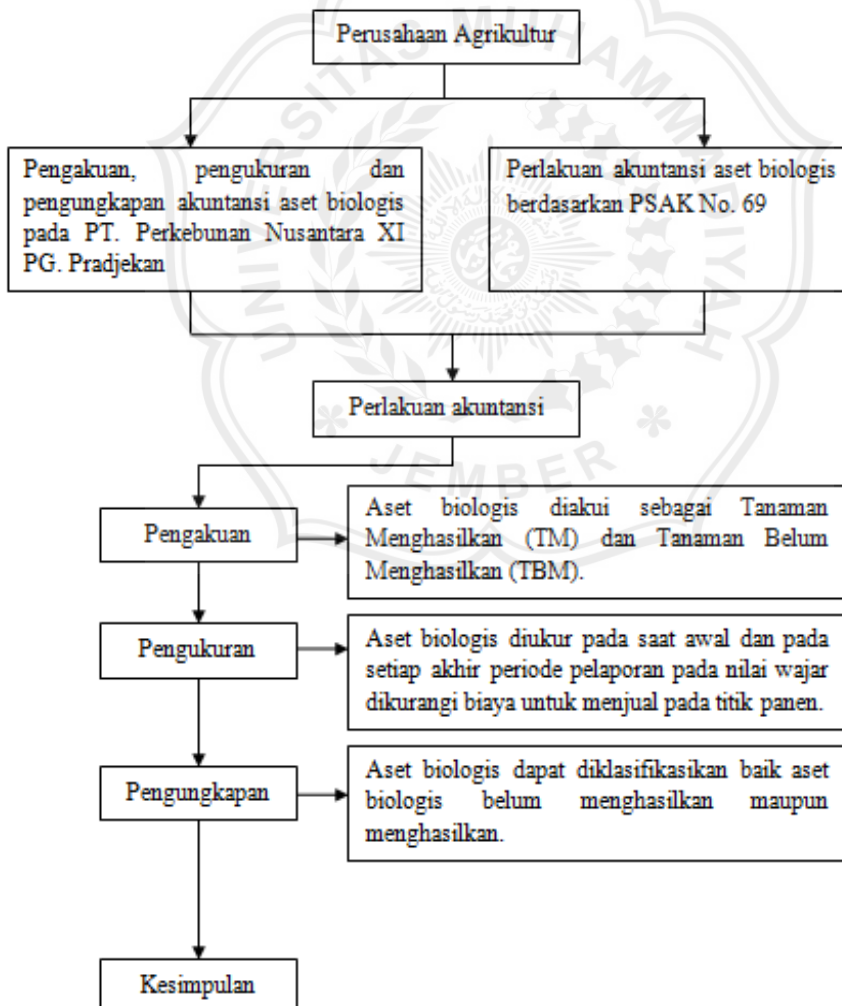 Perusahaan Agrikultur
Pengakuan, pengukuran dan
pengungkapan akuntansi aset biologis
pada PT. Perkebunan Nusantara XI
PG. Pradjekan
Perlakuan akuntansi aset biologis
berdasarkan PSAK No. 69
Perlakuan akuntansi
Pengakuan
Aset biologis diakui sebagai Tanaman
Menghasilkan (TM) dan Tanaman Belum
Menghasilkan (TBM).
Pengukuran
Aset biologis diukur pada saat awal dan pada
setiap akhir periode pelaporan pada nilai wajar
dikurangi biaya untuk menjual pada titik panen.
Pengungkapan
Aset biologis dapat diklasifikasikan baik aset
biologis belum menghasilkan maupun
menghasilkan.
Kesimpulan
UNIVERSITAS MUHAMMADIYAH
JEMBER